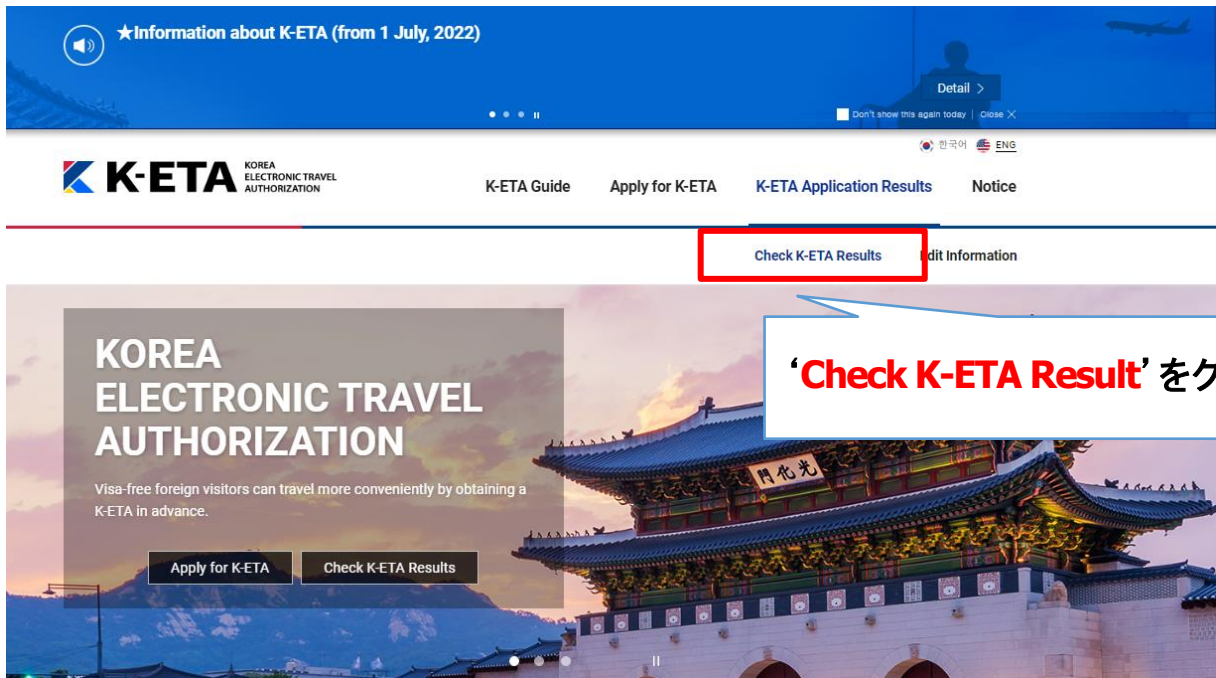 ★Information about K-ETA (from 1 July, 2022)
Detail >
Don't show this again today | Close ×
한국어 ENG
K-ETA KOREA
ELECTRONIC TRAVEL
AUTHORIZATION
K-ETA Guide Apply for K-ETA K-ETA Application Results Notice
Check K-ETA Results Edit Information
‘Check K-ETA Result’をク
KOREA
ELECTRONIC TRAVEL
AUTHORIZATION
Visa-free foreign visitors can travel more conveniently by obtaining a
K-ETA in advance.
Apply for K-ETA Check K-ETA Results
門化光